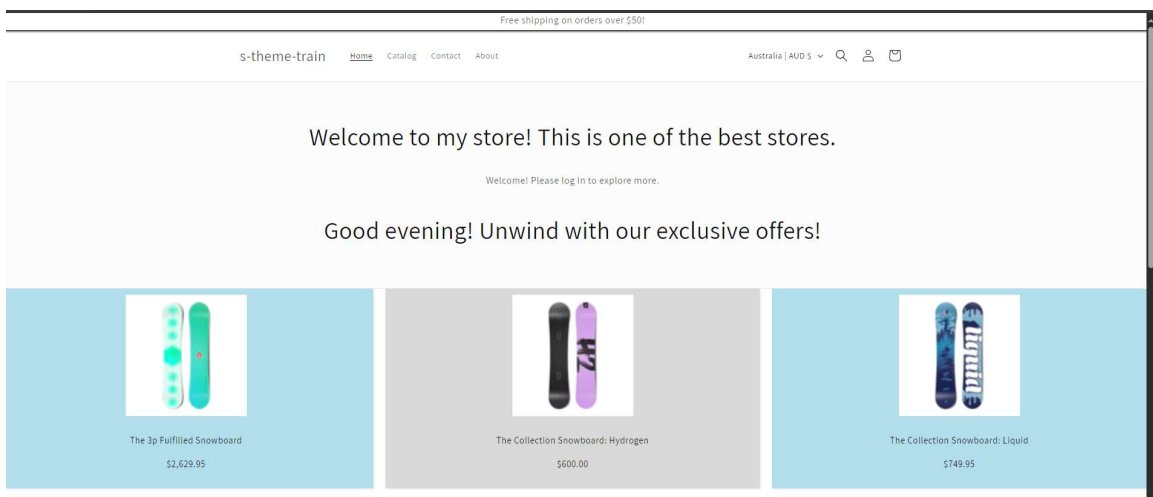 Free shipping on orders over $50!
s-theme-train Home Catalog Contact About Australia | AUD $
Welcome to my store! This is one of the best stores.
Welcome! Please log in to explore more.
Good evening! Unwind with our exclusive offers!
H2
liquid
The 3p Fulfilled Snowboard
The Collection Snowboard: Hydrogen
The Collection Snowboard: Liquid
$2,629.95
$600.00
$749.95